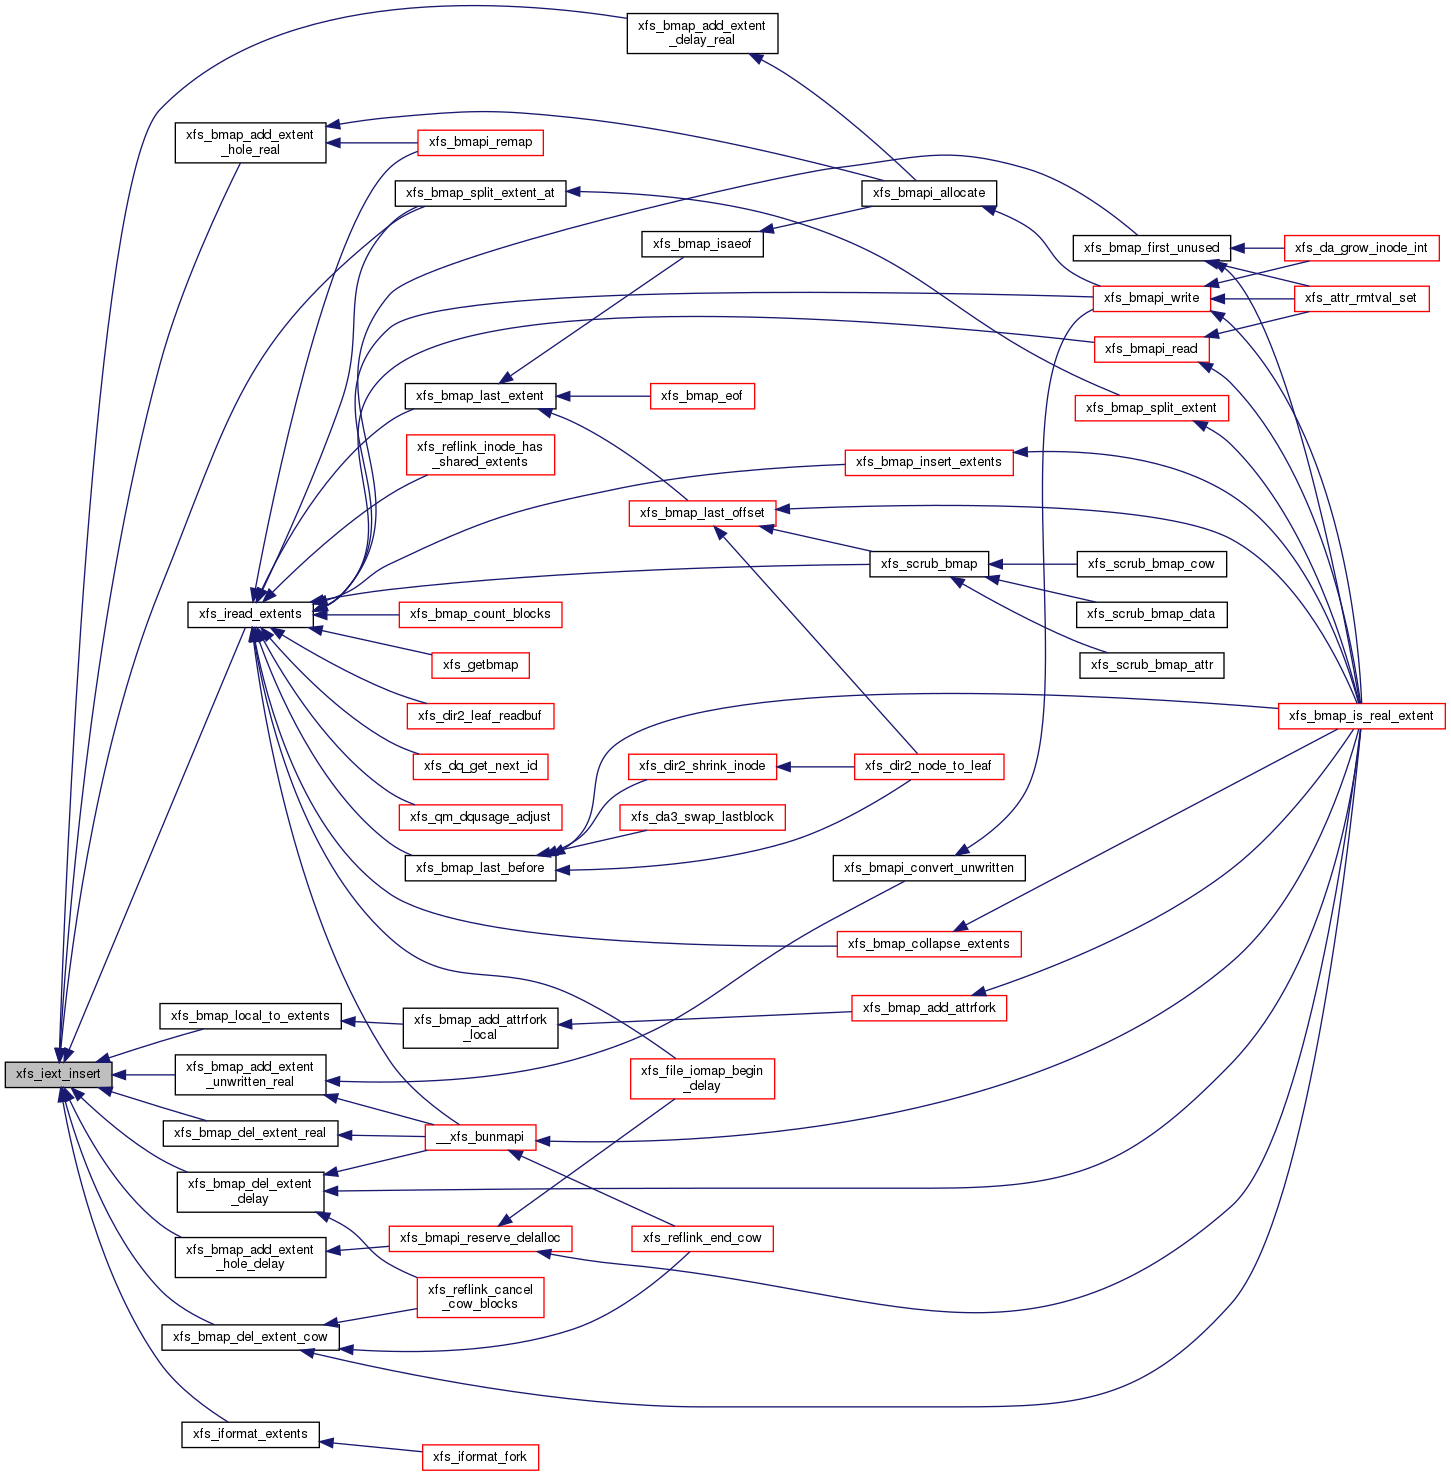 xfs_bmap_add_extent
_delay_real
xfs_bmap_add_extent
_hole_real
xfs_bmapi_remap
xfs_bmap_split_extent_at
xfs_bmapi_allocate
xfs_bmap_isaeof
xfs_bmap_first_unused
xfs_da_grow_inode_int
xfs_bmapi_write
xfs_attr_rmtval_set
xfs_bmapi_read
xfs_bmap_last_extent
xfs_bmap_eof
xfs_bmap_split_extent
xfs_reflink_inode_has
_shared_extents
xfs_bmap_insert_extents
xfs_bmap_last_offset
xfs_scrub_bmap
xfs_scrub_bmap_cow
xfs_iread_extents
xfs_bmap_count_blocks
xfs_scrub_bmap_data
xfs_getbmap
xfs_scrub_bmap_attr
xfs_dir2_leaf_readbuf
xfs_bmap_is_real_extent
xfs_dq_get_next_id
xfs_dir2_shrink_inode
xfs_dir2_node_to_leaf
xfs_qm_dqusage_adjust
xfs_da3_swap_lastblock
xfs_bmap_last_before
xfs_bmapi_convert_unwritten
xfs_bmap_collapse_extents
xfs_bmap_local_to_extents
xfs_bmap_add_attrfork
_local
xfs_bmap_add_attrfork
xfs_iext_insert
xfs_bmap_add_extent
_unwritten_real
xfs_file_iomap_begin
_delay
xfs_bmap_del_extent_real
__xfs_bunmapi
xfs_bmap_del_extent
_delay
xfs_bmap_add_extent
_hole_delay
xfs_bmapi_reserve_delalloc
xfs_reflink_end_cow
xfs_reflink_cancel
_cow_blocks
xfs_bmap_del_extent_cow
xfs_iformat_extents
xfs_iformat_fork